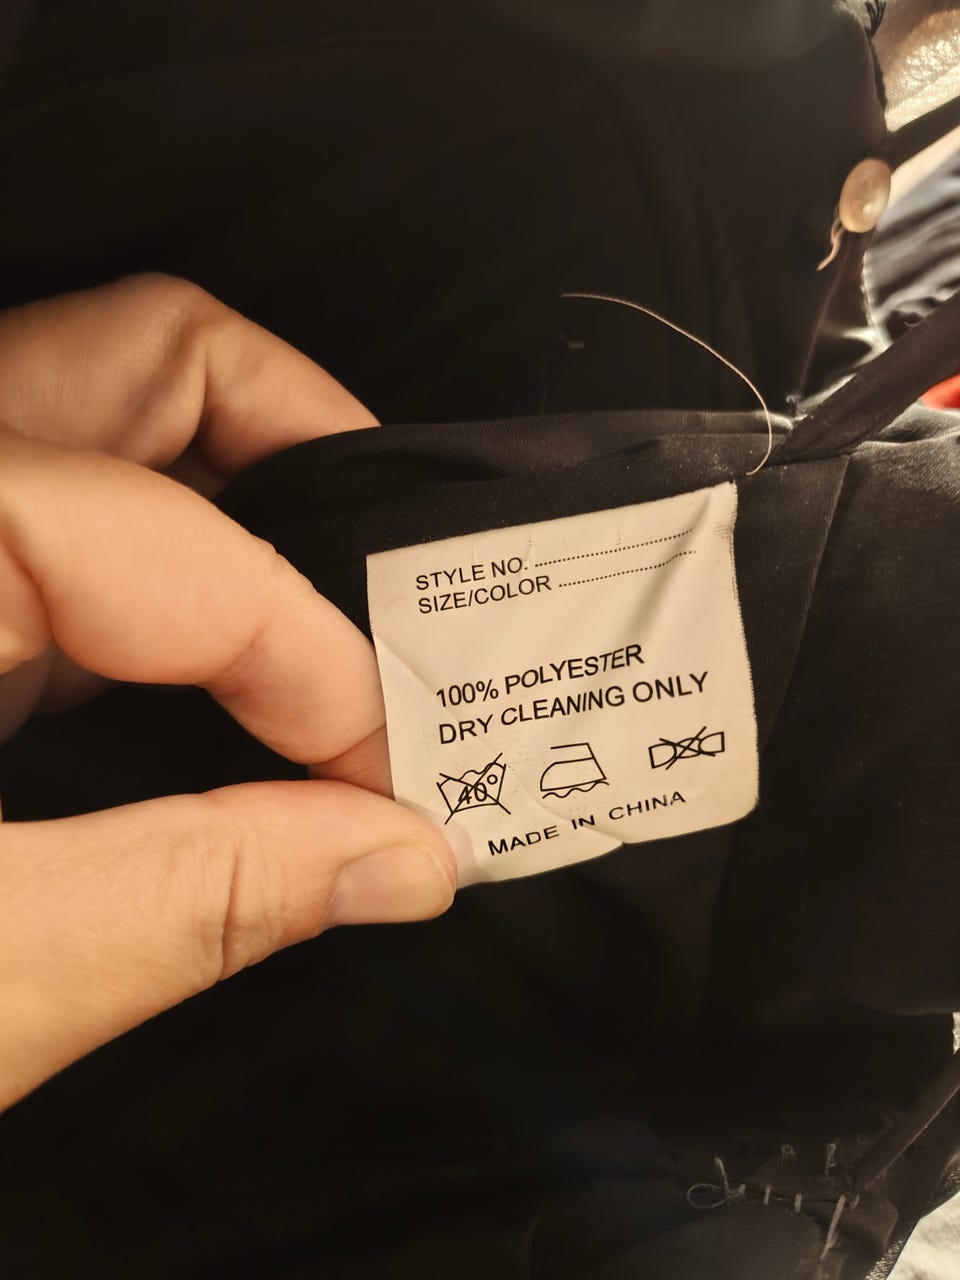 STYLE NO. ........................
SIZE/COLOR ........................
100% POLYESTER
DRY CLEANING ONLY
40°
MADE IN CHINA